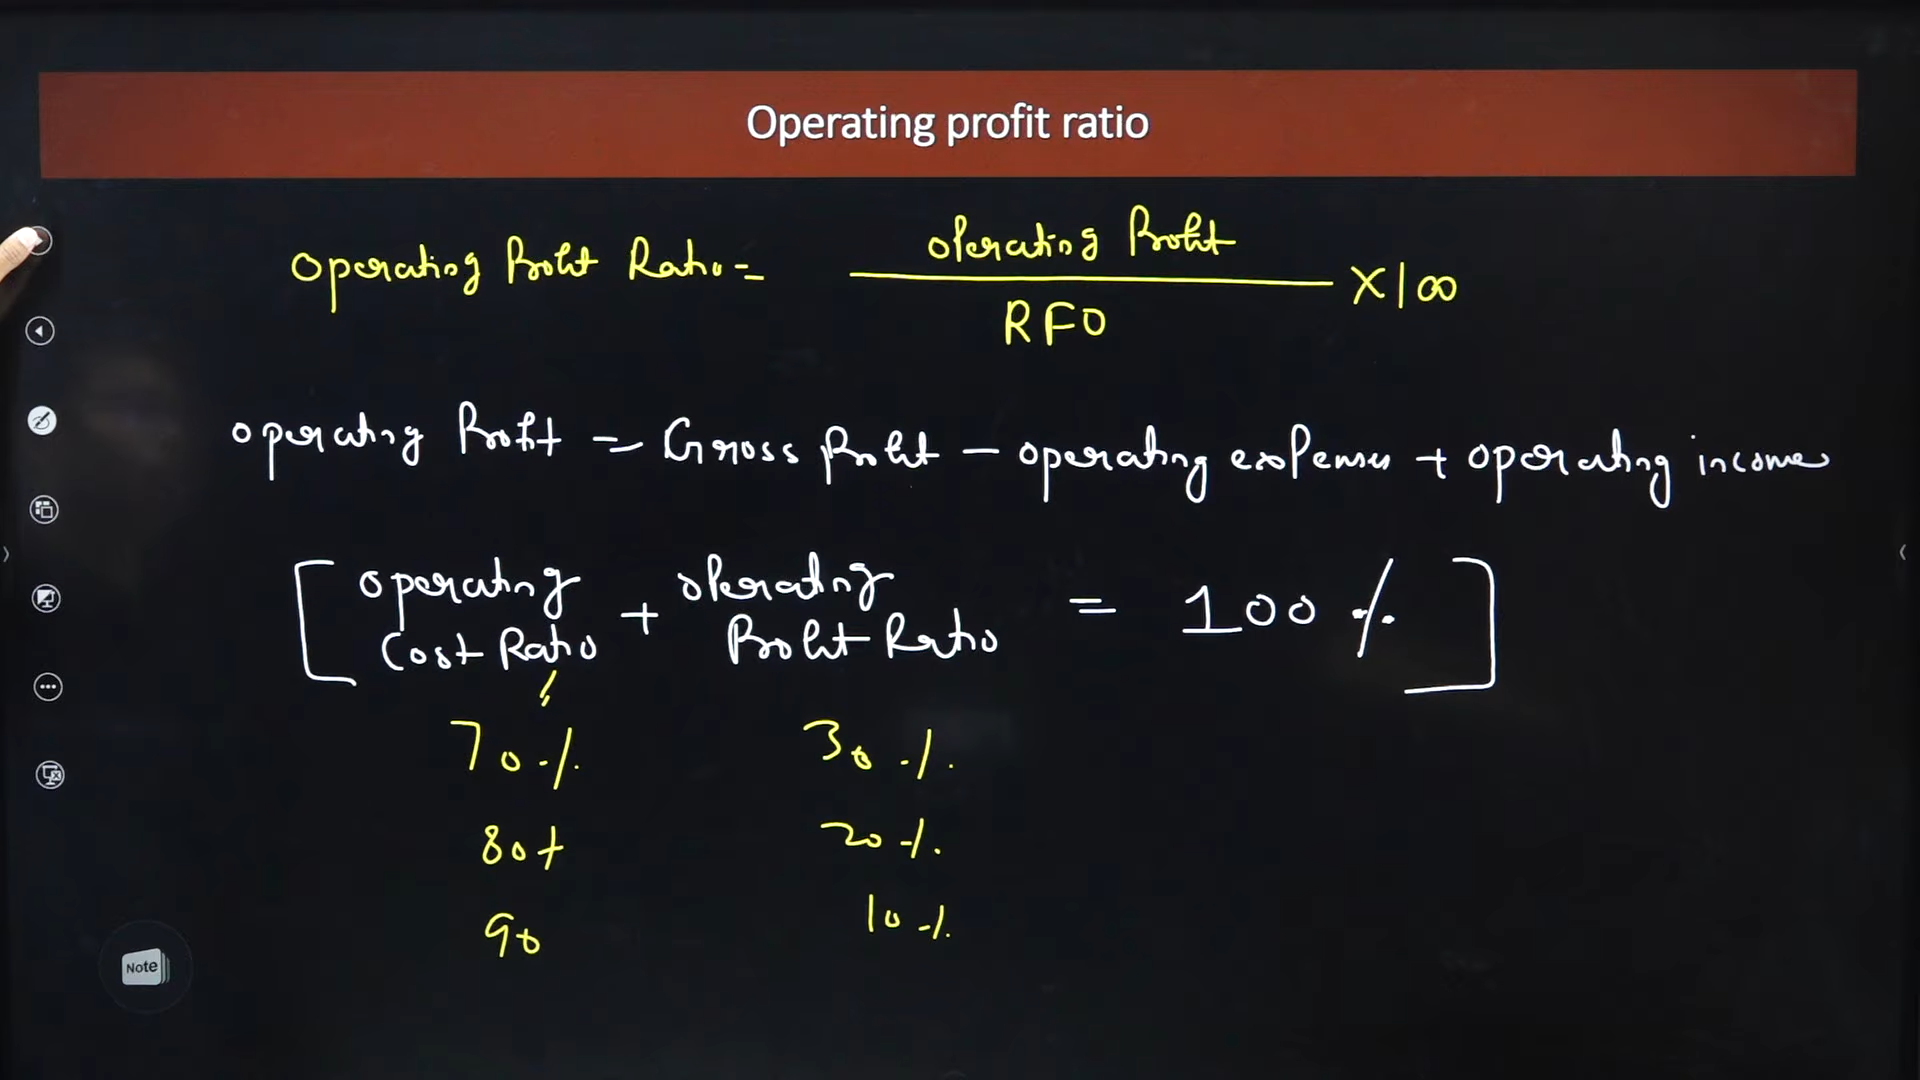 Operating profit ratio
Operating Profit Ratio = Operating Profit / RFO X 100
Operating Profit = Gross Profit - operating expenses + operating income
[Operating Cost Ratio + Operating Profit Ratio = 100 %]
70 % 30 %
80 % 20 %
90 10 %
Note